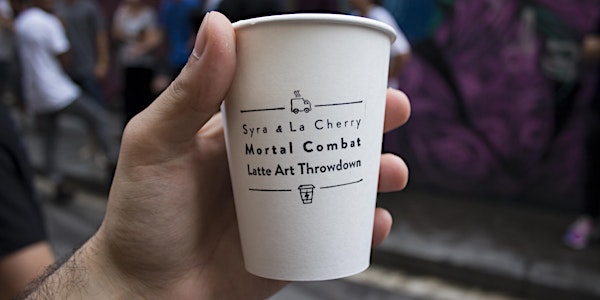 Syra & La Cherry
Mortal Combat
Latte Art Throwdown